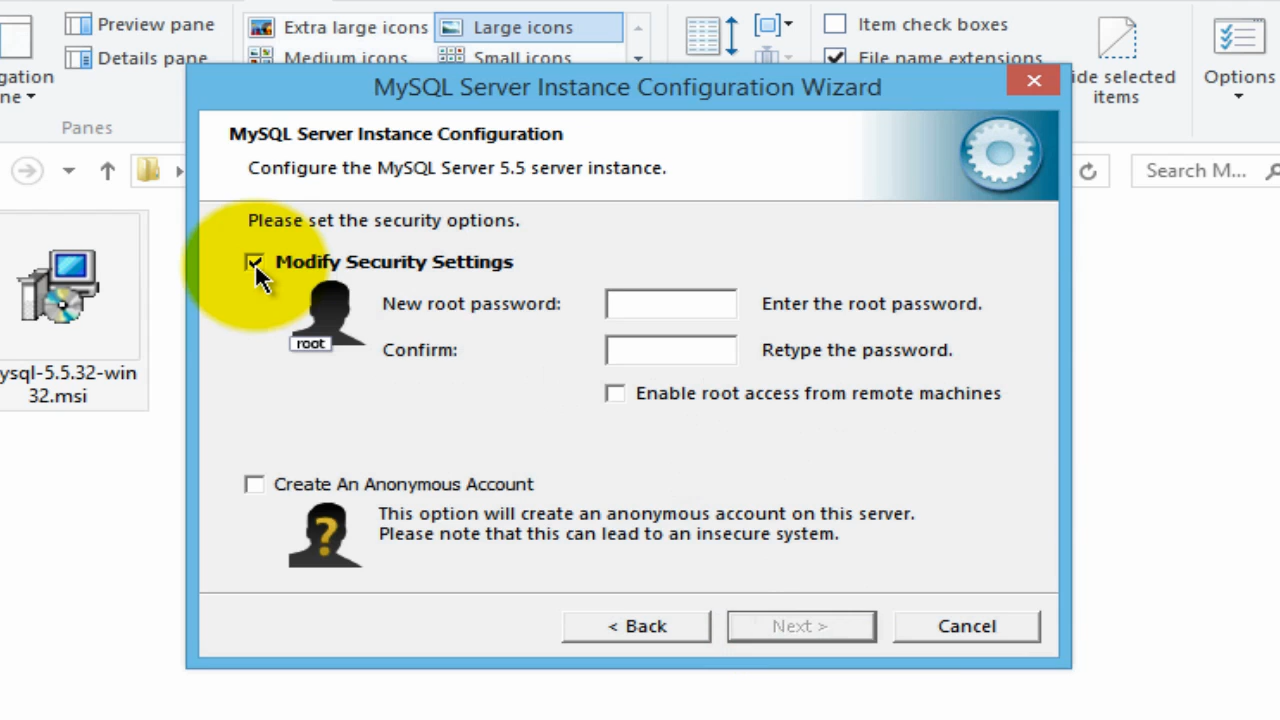 Preview pane
Extra large icons
Large icons
Item check boxes
Details pane
Medium icons
Small icons
File name extensions
gation
ne
ide selected
items
Options
Panes
MySQL Server Instance Configuration Wizard
MySQL Server Instance Configuration
Configure the MySQL Server 5.5 server instance.
Search M...
Please set the security options.
Modify Security Settings
New root password:
Enter the root password.
root
Confirm:
Retype the password.
ysql-5.5.32-win
32.msi
Enable root access from remote machines
Create An Anonymous Account
This option will create an anonymous account on this server.
Please note that this can lead to an insecure system.
< Back
Next >
Cancel